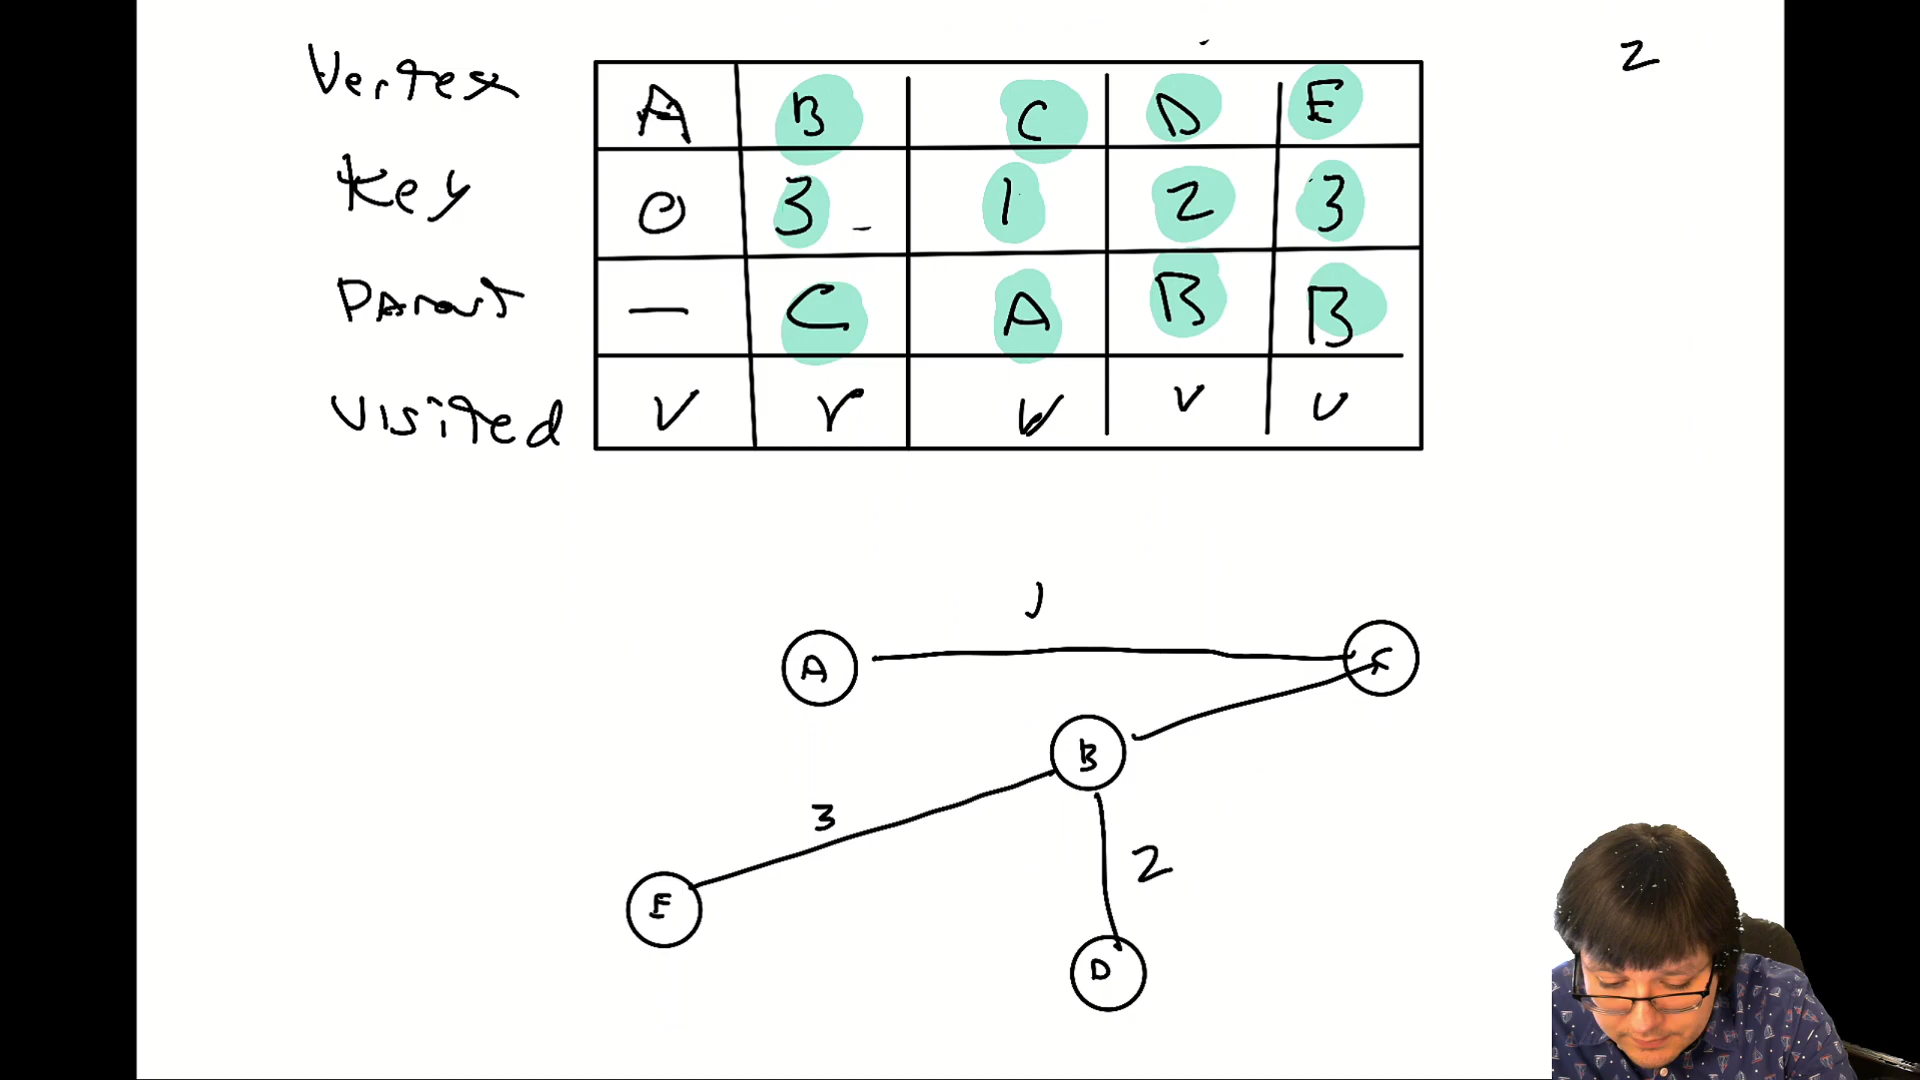 2
Vertex A B C D E
Key 0 3 1 2 3
Parent — C A B B
Visited v v v v v
1
A C
B
3
2
E
D